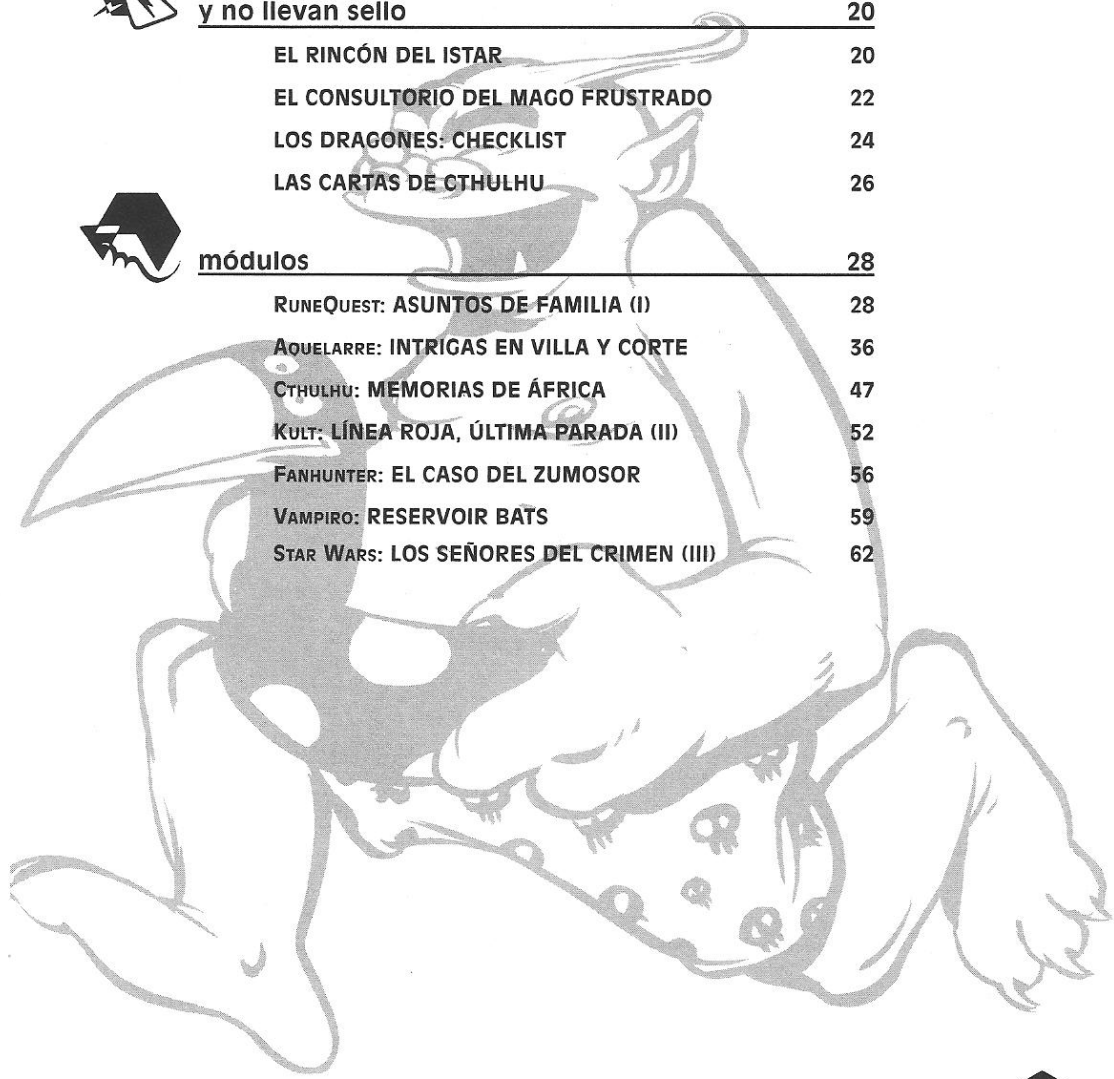 y no llevan sello 20
EL RINCÓN DEL ISTAR 20
EL CONSULTORIO DEL MAGO FRUSTRADO 22
LOS DRAGONES: CHECKLIST 24
LAS CARTAS DE CTHULHU 26
módulos 28
RUNEQUEST: ASUNTOS DE FAMILIA (I) 28
AQUELARRE: INTRIGAS EN VILLA Y CORTE 36
CTHULHU: MEMORIAS DE ÁFRICA 47
KULT: LÍNEA ROJA, ÚLTIMA PARADA (II) 52
FANHUNTER: EL CASO DEL ZUMOSOR 56
VAMPIRO: RESERVOIR BATS 59
STAR WARS: LOS SEÑORES DEL CRIMEN (III) 62